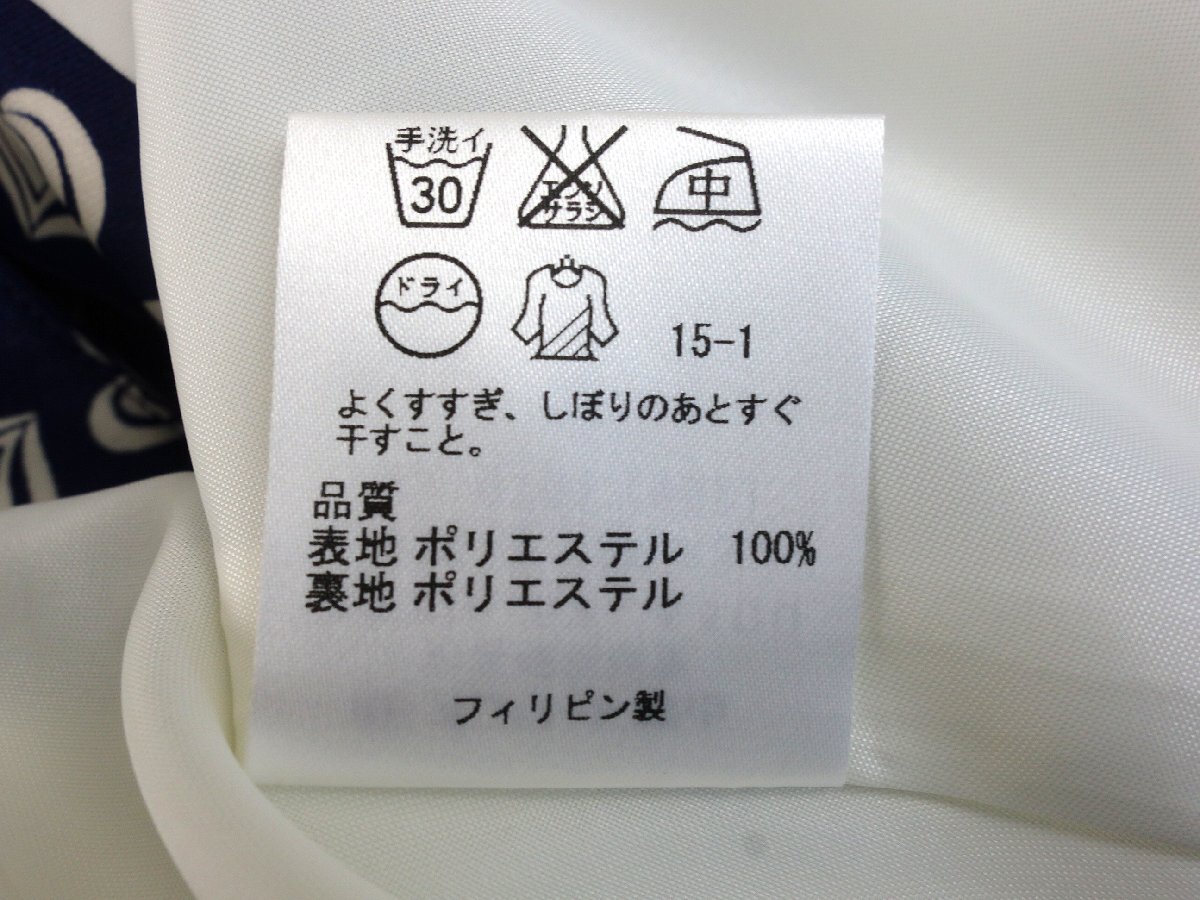 手洗イ
30
エンソ
サラシ
中
ドライ
15-1
よくすすぎ、しぼりのあとすぐ
干すこと。
品質
表地 ポリエステル 100%
裏地 ポリエステル
フィリピン製